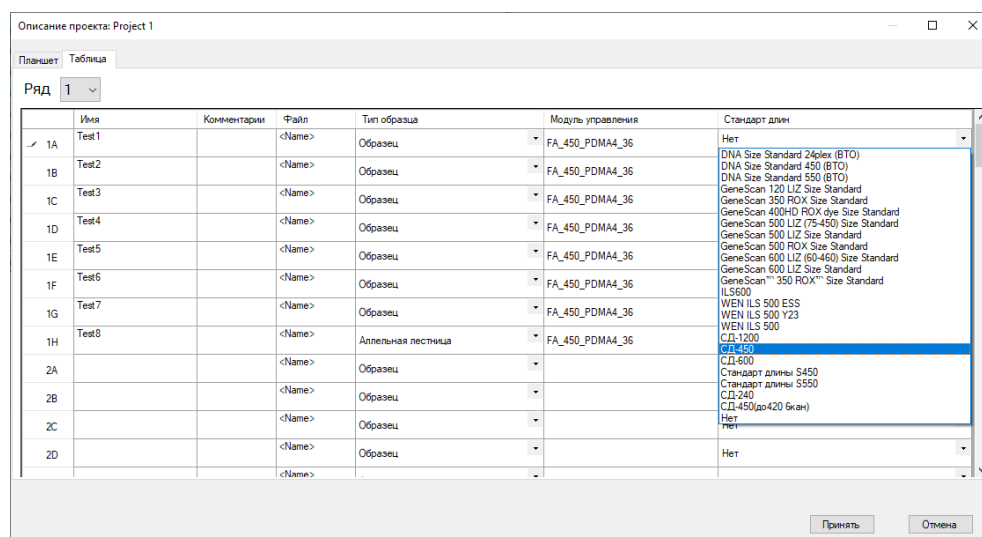 Описание проекта: Project 1
Планшет Таблица
Ряд 1
Имя Комментарии Файл Тип образца Модуль управления Стандарт длин
1A Test1 <Name> Образец FA_450_PDMA4_36 Нет
1B Test2 <Name> Образец FA_450_PDMA4_36
1C Test3 <Name> Образец FA_450_PDMA4_36
1D Test4 <Name> Образец FA_450_PDMA4_36
1E Test5 <Name> Образец FA_450_PDMA4_36
1F Test6 <Name> Образец FA_450_PDMA4_36
1G Test7 <Name> Образец FA_450_PDMA4_36
1H Test8 <Name> Аллельная лестница FA_450_PDMA4_36
2A <Name> Образец
2B <Name> Образец
2C <Name> Образец
2D <Name> Образец Нет
<Name>
DNA Size Standard 24plex (BTO)
DNA Size Standard 450 (BTO)
DNA Size Standard 550 (BTO)
GeneScan 120 LIZ Size Standard
GeneScan 350 ROX Size Standard
GeneScan 400HD ROX dye Size Standard
GeneScan 500 LIZ (75-450) Size Standard
GeneScan 500 LIZ Size Standard
GeneScan 500 ROX Size Standard
GeneScan 600 LIZ (60-460) Size Standard
GeneScan 600 LIZ Size Standard
GeneScan™ 350 ROX™ Size Standard
ILS600
WEN ILS 500 ESS
WEN ILS 500 Y23
WEN ILS 500
СД-1200
СД-450
СД-600
Стандарт длины S450
Стандарт длины S550
СД-240
СД-450(до420 6кан)
Нет
Нет
Принять Отмена